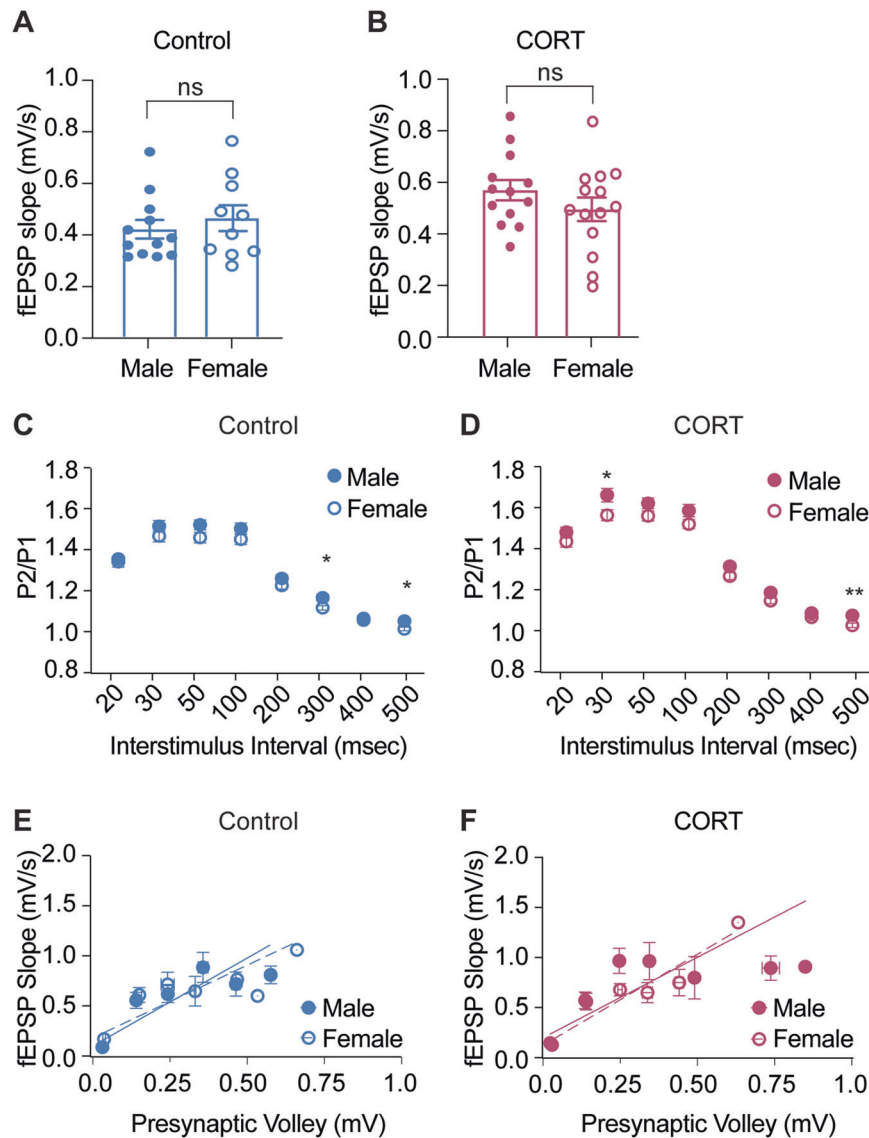 A
Control
fEPSP slope (mV/s)
1.0
0.8
0.6
0.4
0.2
0.0
ns
Male Female
B
CORT
fEPSP slope (mV/s)
1.0
0.8
0.6
0.4
0.2
0.0
ns
Male Female
C
Control
P2/P1
1.8
1.6
1.4
1.2
1.0
0.8
Male
Female
*
*
20 30 50 100 200 300 400 500
Interstimulus Interval (msec)
D
CORT
P2/P1
1.8
1.6
1.4
1.2
1.0
0.8
*
Male
Female
**
20 30 50 100 200 300 400 500
Interstimulus Interval (msec)
E
Control
fEPSP Slope (mV/s)
2.0
1.5
1.0
0.5
0.0
Male
Female
0.0 0.25 0.50 0.75 1.0
Presynaptic Volley (mV)
F
CORT
fEPSP Slope (mV/s)
2.0
1.5
1.0
0.5
0.0
Male
Female
0.0 0.25 0.50 0.75 1.0
Presynaptic Volley (mV)